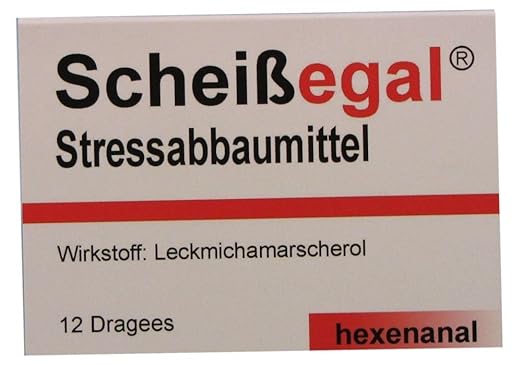 Scheißegal®
Stressabbaumittel
Wirkstoff: Leckmichamarscherol
12 Dragees
hexenanal